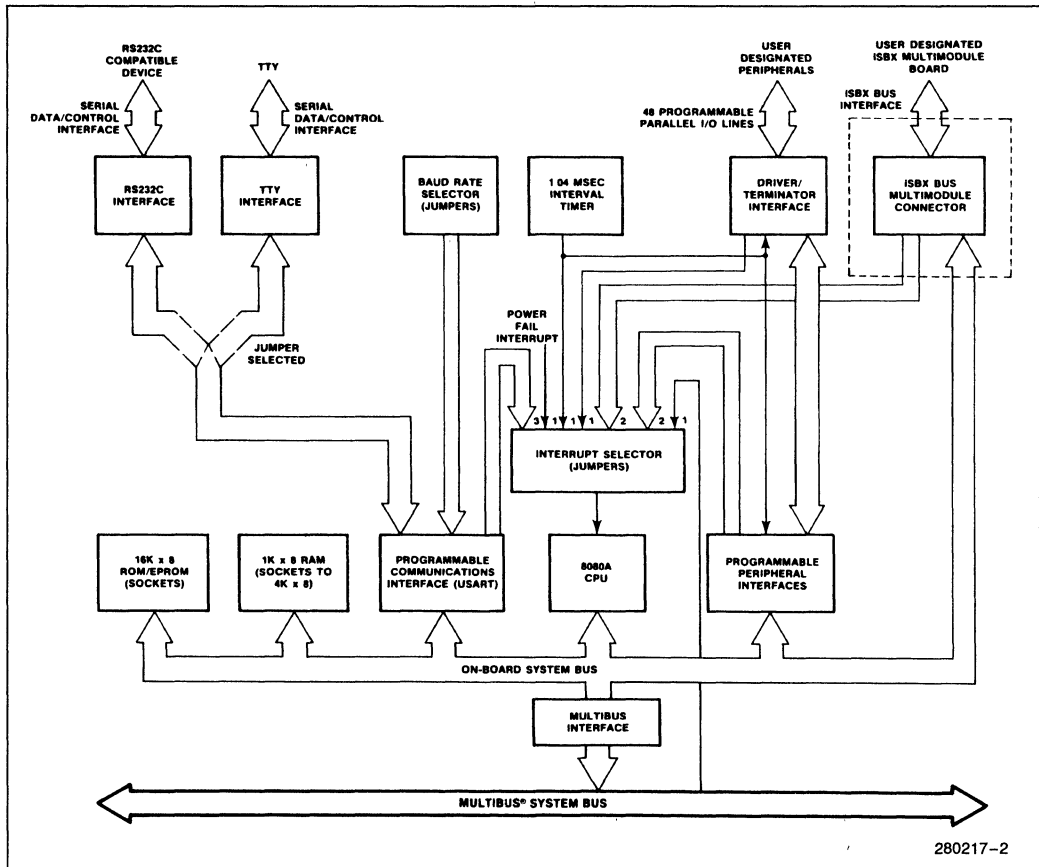 RS232C
COMPATIBLE
DEVICE
TTY
USER
DESIGNATED
PERIPHERALS
USER DESIGNATED
ISBX MULTIMODULE
BOARD
SERIAL
DATA/CONTROL
INTERFACE
SERIAL
DATA/CONTROL
INTERFACE
48 PROGRAMMABLE
PARALLEL I/O LINES
ISBX BUS
INTERFACE
RS232C
INTERFACE
TTY
INTERFACE
BAUD RATE
SELECTOR
(JUMPERS)
1 04 MSEC
INTERVAL
TIMER
DRIVER/
TERMINATOR
INTERFACE
ISBX BUS
MULTIMODULE
CONNECTOR
JUMPER
SELECTED
POWER
FAIL
INTERRUPT
3 1 1 1 2 2 1
INTERRUPT SELECTOR
(JUMPERS)
16K x 8
ROM/EPROM
(SOCKETS)
1K x 8 RAM
(SOCKETS TO
4K x 8)
PROGRAMMABLE
COMMUNICATIONS
INTERFACE (USART)
8080A
CPU
PROGRAMMABLE
PERIPHERAL
INTERFACES
ON-BOARD SYSTEM BUS
MULTIBUS
INTERFACE
MULTIBUS® SYSTEM BUS
280217–2